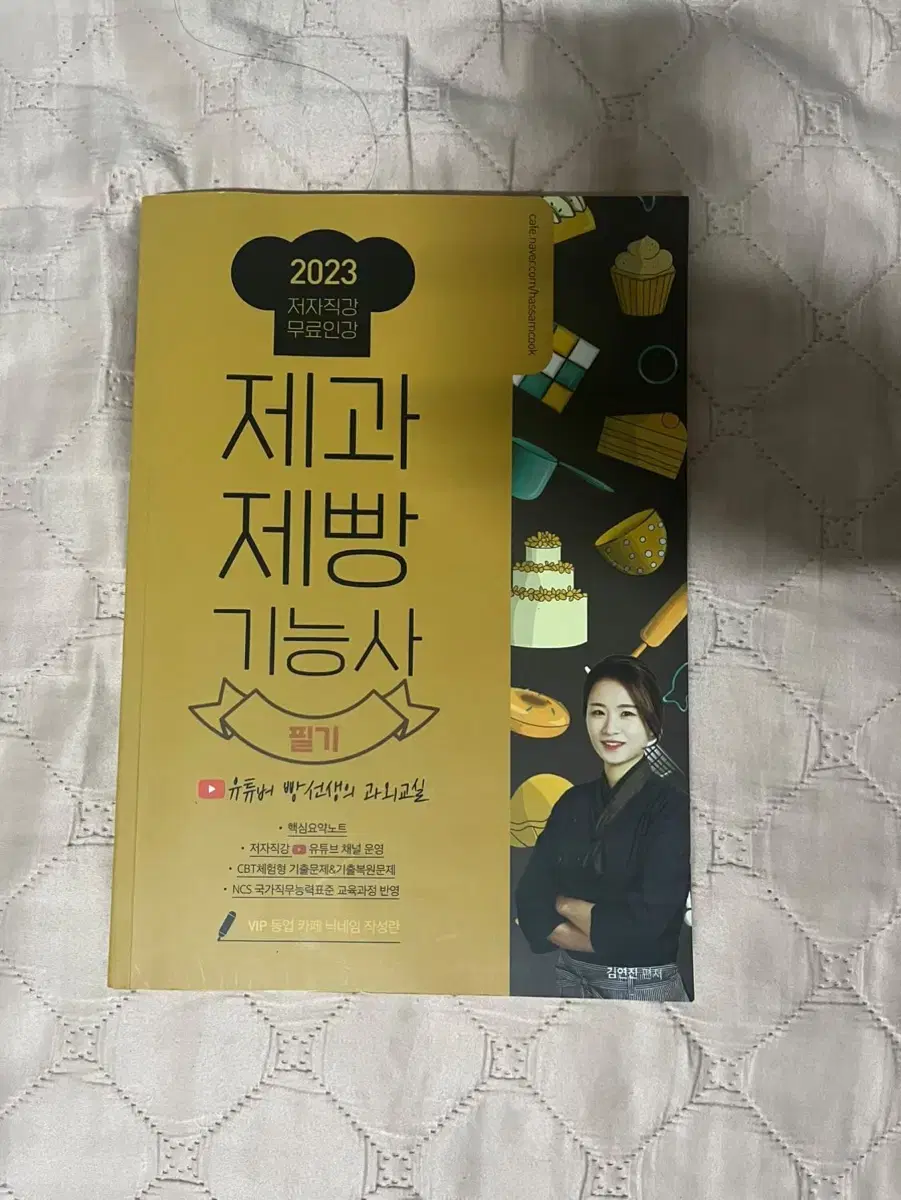 2023
저자직강
무료인강
제과
제빵
기능사
필기
유튜버 빵선생의 과외교실
• 핵심요약노트
• 저자직강 유튜브 채널 운영
• CBT체험형 기출문제&기출복원문제
• NCS 국가직무능력표준 교육과정 반영
VIP 등업 카페 닉네임 작성란
cafe.naver.com/hassamcook
김연진 편저